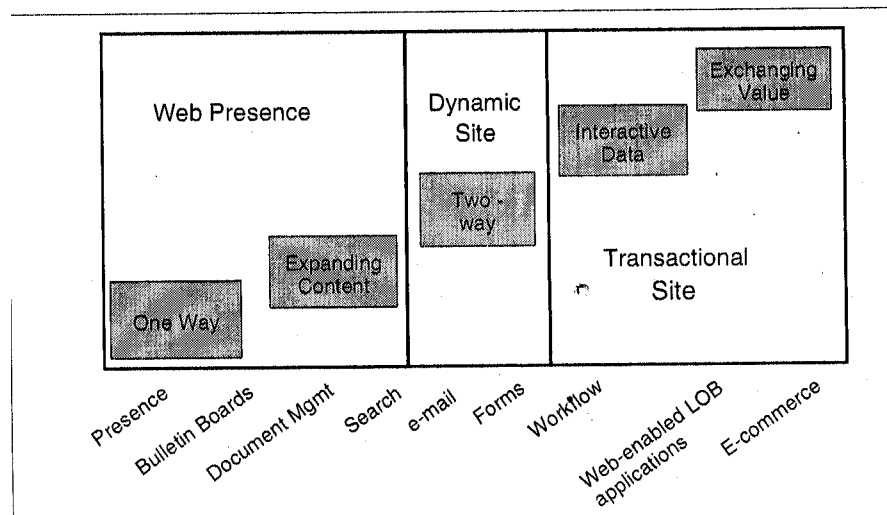 Web Presence
Dynamic
Site
Exchanging
Value
Interactive
Data
Two -
way
Expanding
Content
One Way
Transactional
Site
Presence
Bulletin Boards
Document Mgmt
Search
e-mail
Forms
Workflow
Web-enabled LOB
applications
E-commerce